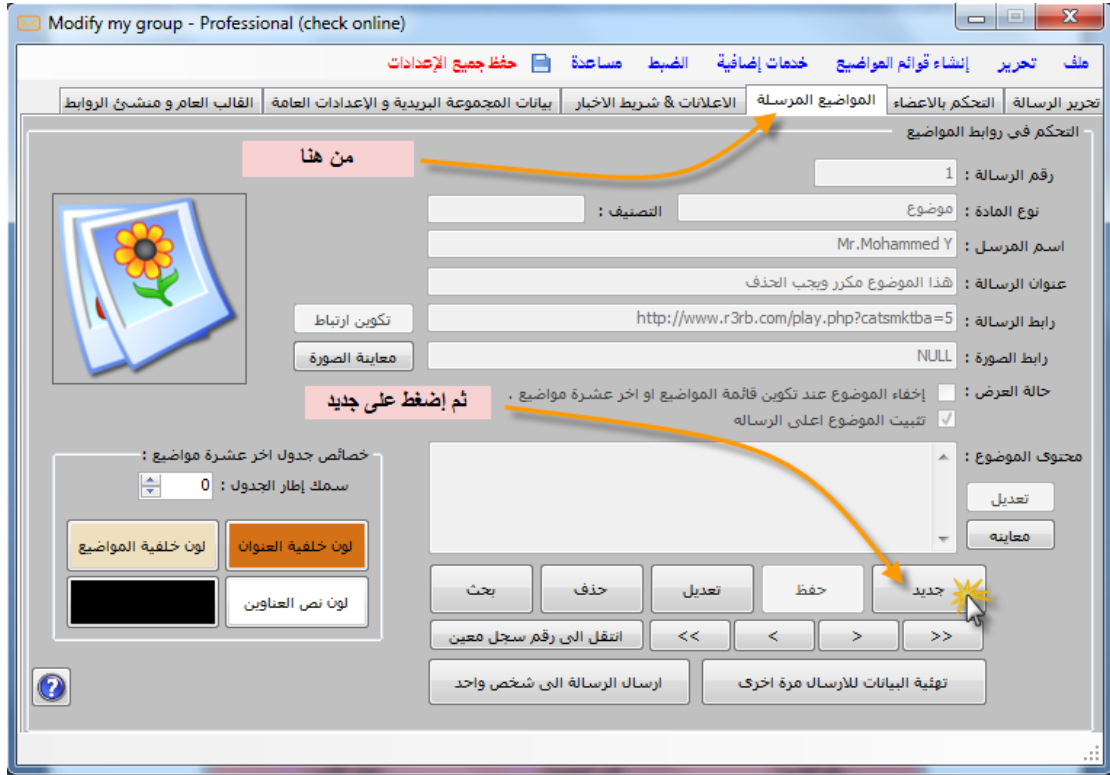 Modify my group - Professional (check online)
ملف تحرير إنشاء قوائم المواضيع خدمات إضافية الضبط مساعدة حفظ جميع الإعدادات
تحرير الرسالة التحكم بالاعضاء المواضيع المرسلة الاعلانات & شريط الاخبار بيانات المجموعة البريدية و الإعدادات العامة القالب العام و منشئ الروابط
التحكم في روابط المواضيع
من هنا
رقم الرسالة : 1
نوع المادة : موضوع التصنيف :
اسم المرسل : Mr.Mohammed Y
عنوان الرسالة : هذا الموضوع مكرر ويجب الحذف
رابط الرسالة : http://www.r3rb.com/play.php?catsmktba=5 تكوين ارتباط
رابط الصورة : NULL معاينة الصورة
حالة العرض : إخفاء الموضوع عند تكوين قائمة المواضيع او اخر عشرة مواضيع .
ثم إضغط على جديد
تثبيت الموضوع اعلى الرساله
محتوى الموضوع :
تعديل
معاينه
خصائص جدول اخر عشرة مواضيع :
سمك إطار الجدول : 0
لون خلفية العنوان لون خلفية المواضيع
لون نص العناوين
جديد حفظ تعديل حذف بحث
>> > < << انتقل الى رقم سجل معين
تهئية البيانات للارسال مرة اخرى ارسال الرسالة الى شخص واحد
?